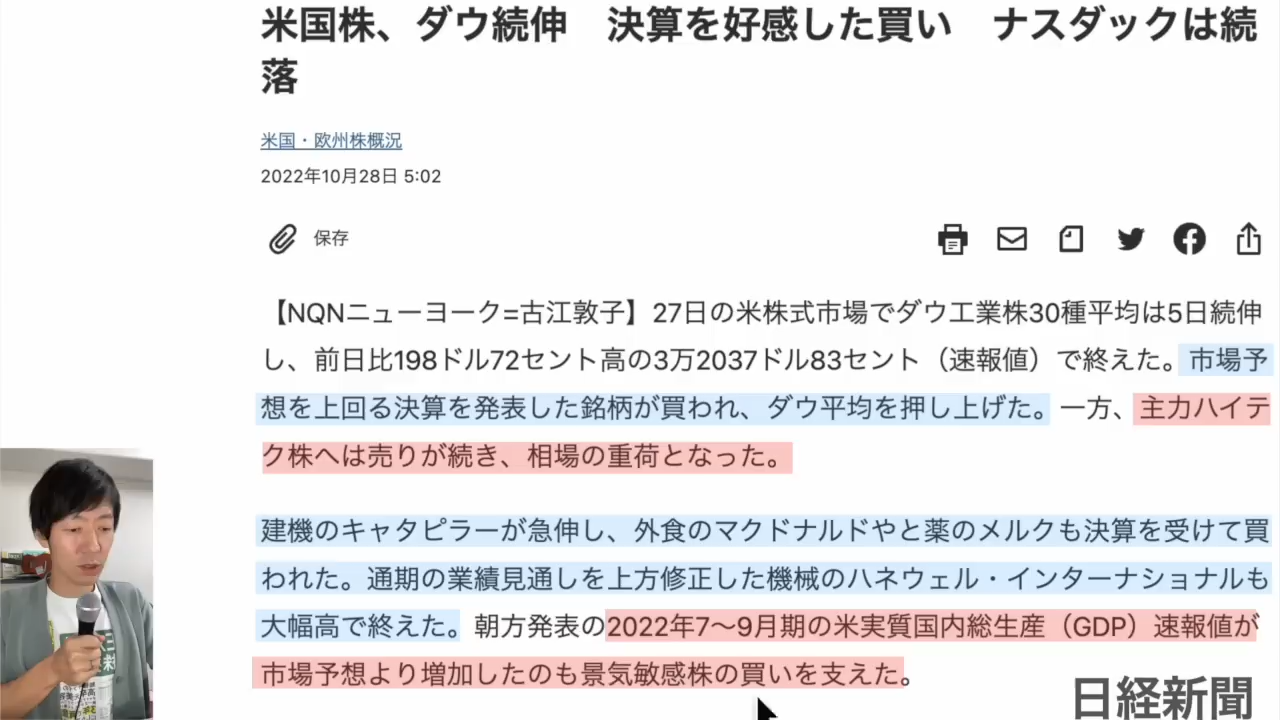 米国株、ダウ続伸　決算を好感した買い　ナスダックは続
落
米国・欧州株概況
2022年10月28日 5:02
保存
【NQNニューヨーク=古江敦子】27日の米株式市場でダウ工業株30種平均は5日続伸
し、前日比198ドル72セント高の3万2037ドル83セント（速報値）で終えた。市場予
想を上回る決算を発表した銘柄が買われ、ダウ平均を押し上げた。一方、主力ハイテ
ク株へは売りが続き、相場の重荷となった。
建機のキャタピラーが急伸し、外食のマクドナルドやと薬のメルクも決算を受けて買
われた。通期の業績見通しを上方修正した機械のハネウェル・インターナショナルも
大幅高で終えた。朝方発表の2022年7〜9月期の米実質国内総生産（GDP）速報値が
市場予想より増加したのも景気敏感株の買いを支えた。
日経新聞